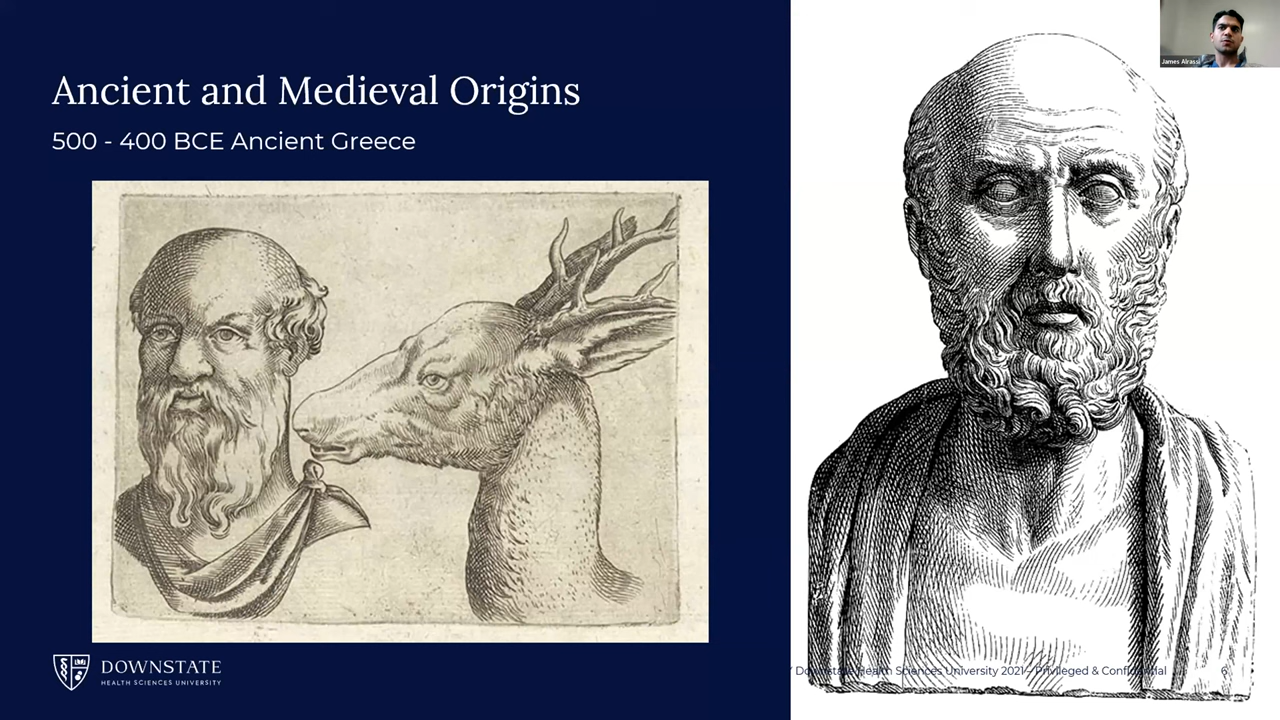 Ancient and Medieval Origins
500 - 400 BCE Ancient Greece
James Alrassi
DOWNSTATE
HEALTH SCIENCES UNIVERSITY
Downstate Health Sciences University 2021 – Privileged & Confidential
6